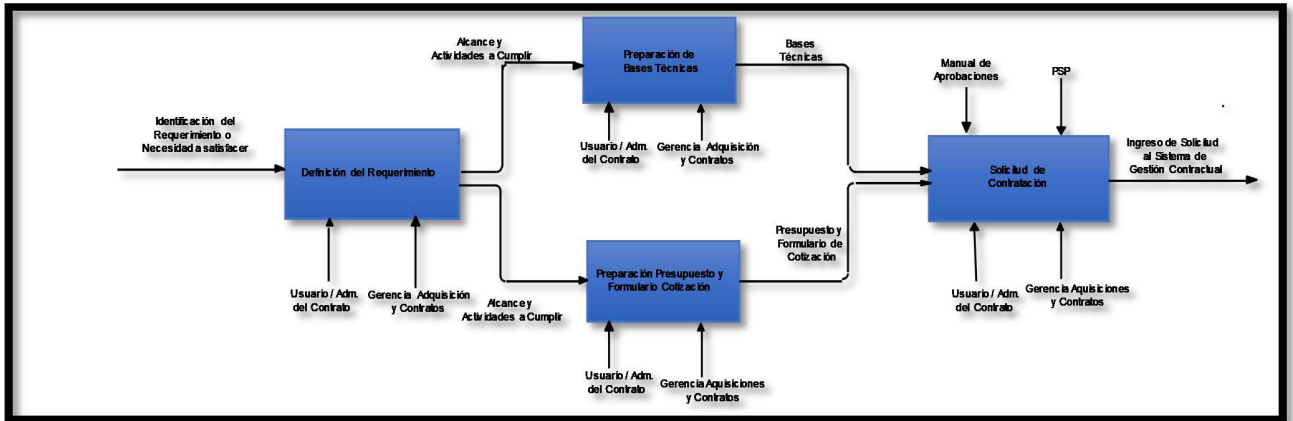 Identificación del
Requerimiento o
Necesidad a satisfacer
Definición del Requerimiento
Usuario / Adm.
del Contrato
Gerencia Adquisición
y Contratos
Alcance y
Actividades a Cumplir
Preparación de
Bases Técnicas
Usuario / Adm.
del Contrato
Gerencia Adquisición
y Contratos
Bases
Técnicas
Alcance y
Actividades a Cumplir
Preparación Presupuesto y
Formulario Cotización
Usuario / Adm.
del Contrato
Gerencia Aquisiciones
y Contratos
Presupuesto y
Formulario de
Cotización
Manual de
Aprobaciones
PSP
Solicitud de
Contratación
Usuario / Adm.
del Contrato
Gerencia Aquisiciones
y Contratos
Ingreso de Solicitud
al Sistema de
Gestión Contractual